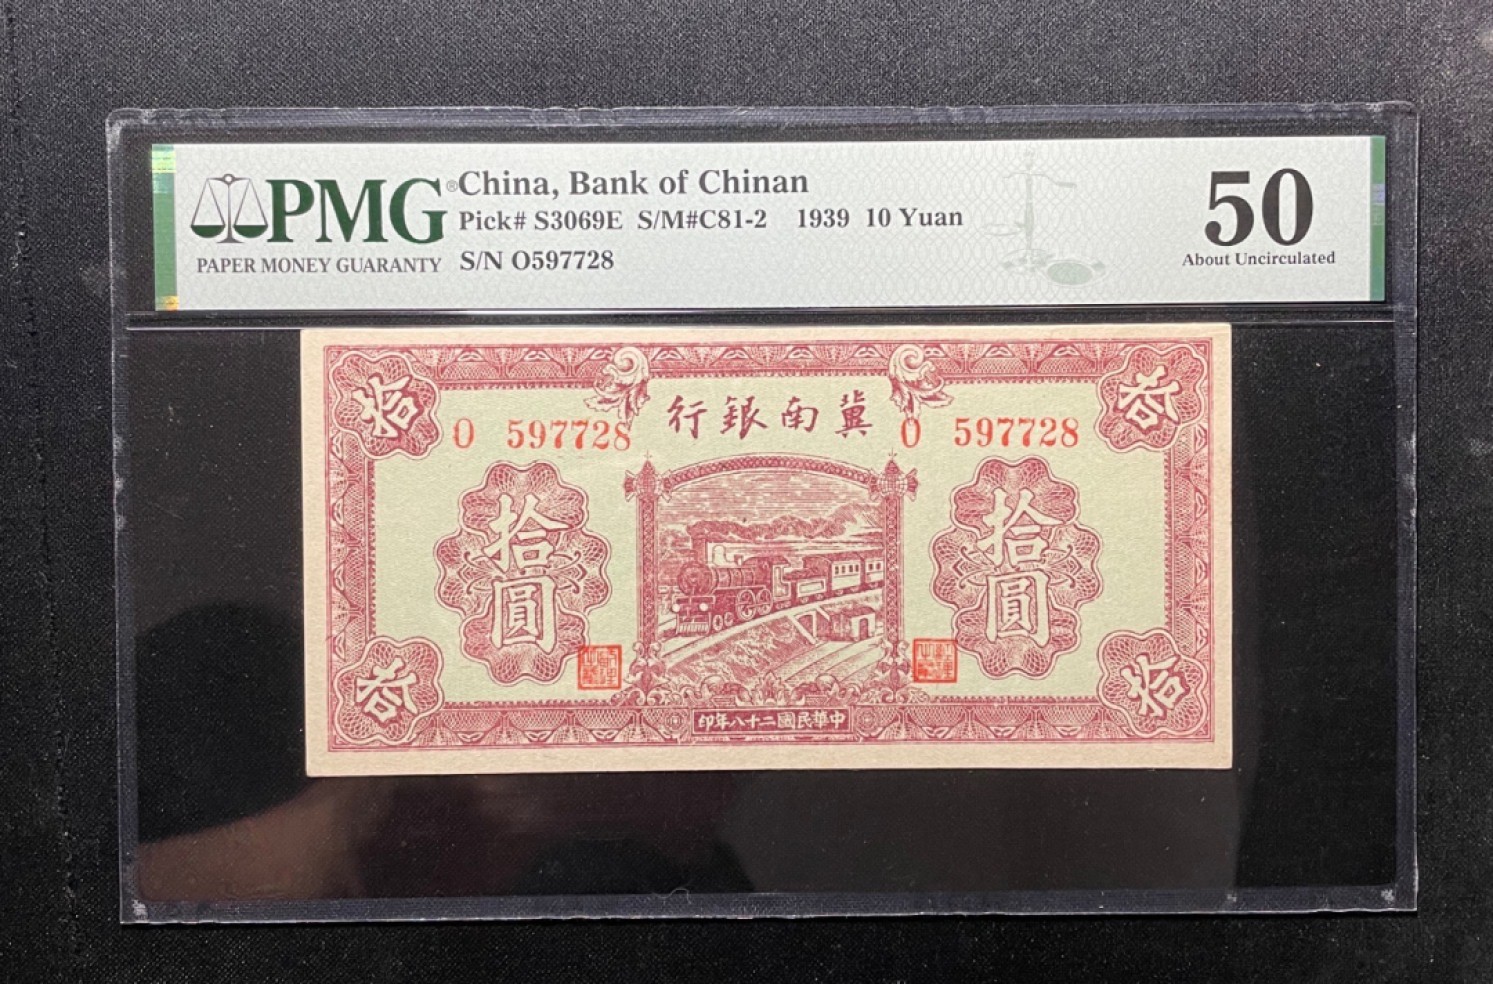 PMG® China, Bank of Chinan
Pick# S3069E S/M#C81-2 1939 10 Yuan
PAPER MONEY GUARANTY S/N O597728
50
About Uncirculated
拾 拾
行銀南冀
O 597728 O 597728
拾圓 拾圓
拾 拾
印年八十二國民華中